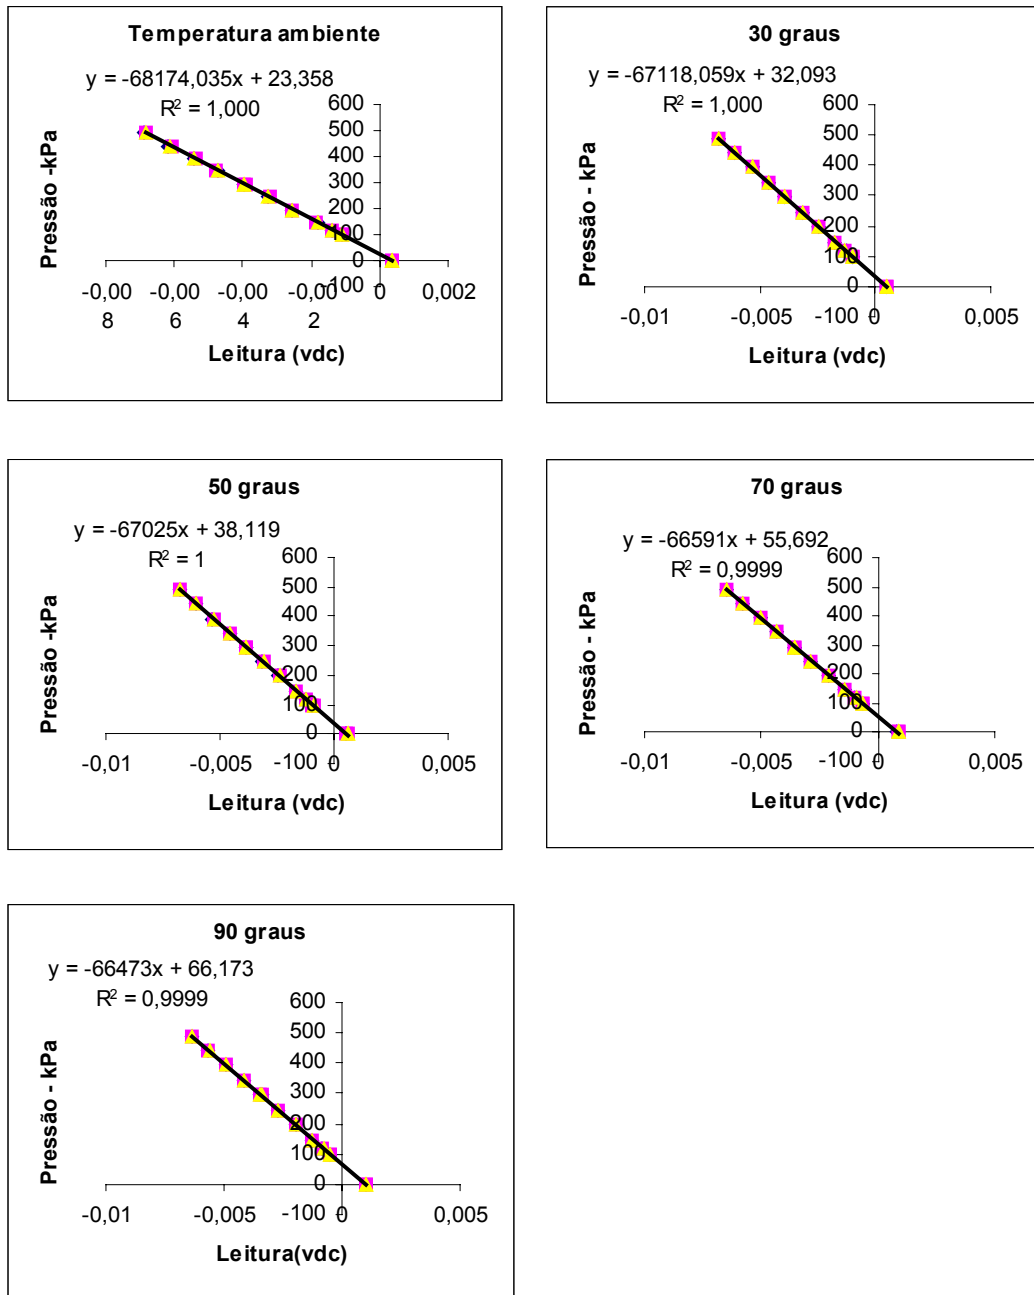 Temperatura ambiente
y = -68174,035x + 23,358
R² = 1,000
600
500
400
300
200
100
0
-100
-0,00
8
-0,00
6
-0,00
4
-0,00
2
0
0,002
Pressão -kPa
Leitura (vdc)
30 graus
y = -67118,059x + 32,093
R² = 1,000
600
500
400
300
200
100
0
-100
-0,01
-0,005
0
0,005
Pressão - kPa
Leitura (vdc)
50 graus
y = -67025x + 38,119
R² = 1
600
500
400
300
200
100
0
-100
-0,01
-0,005
0
0,005
Pressão -kPa
Leitura (vdc)
70 graus
y = -66591x + 55,692
R² = 0,9999
600
500
400
300
200
100
0
-100
-0,01
-0,005
0
0,005
Pressão - kPa
Leitura (vdc)
90 graus
y = -66473x + 66,173
R² = 0,9999
600
500
400
300
200
100
0
-100
-0,01
-0,005
0
0,005
Pressão - kPa
Leitura(vdc)